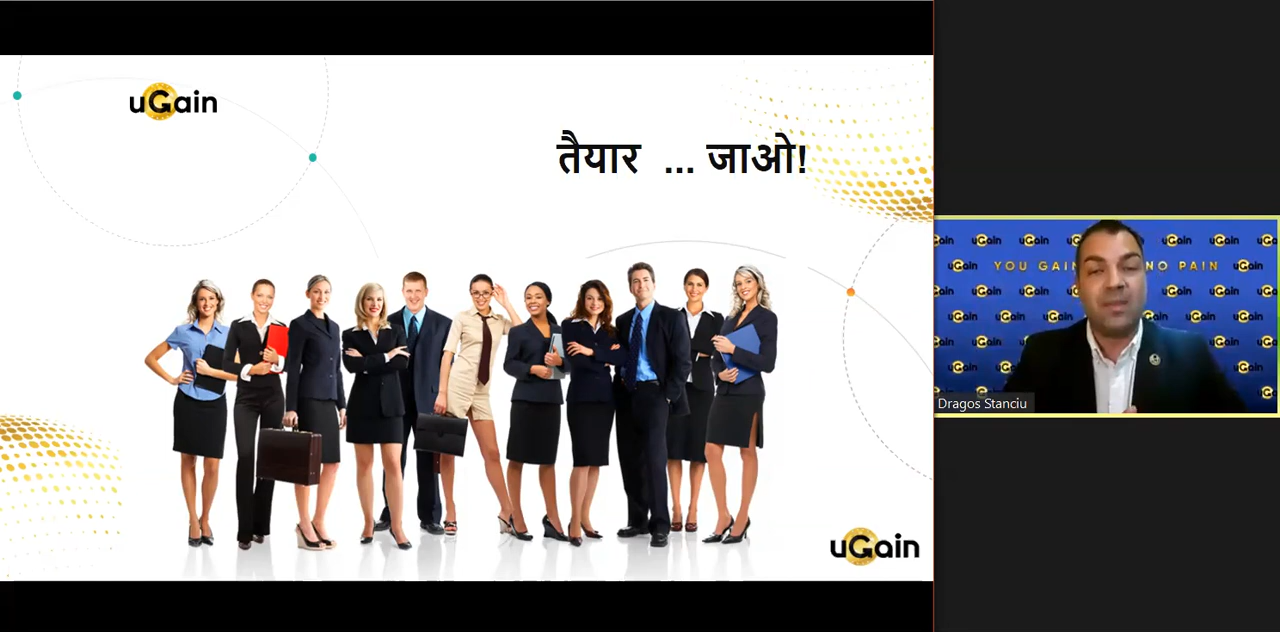 uGain
तैयार ... जाओ!
uGain
YOU GAIN NO PAIN
Dragos Stanciu